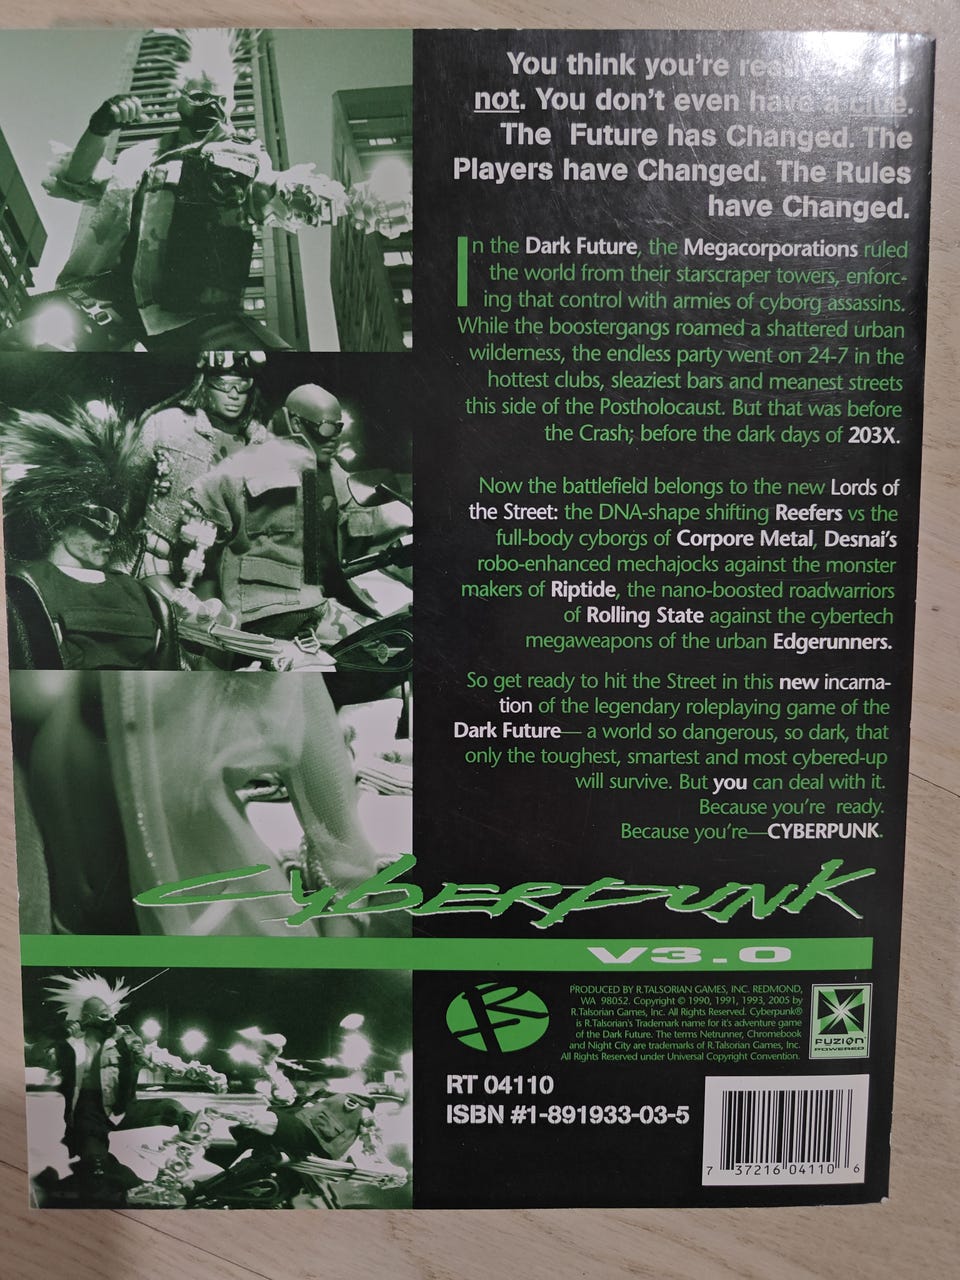 You think you're
not. You don't even have a clue.
The Future has Changed. The
Players have Changed. The Rules
have Changed.
In the Dark Future, the Megacorporations ruled
the world from their starscraper towers, enforc-
ing that control with armies of cyborg assassins.
While the boostergangs roamed a shattered urban
wilderness, the endless party went on 24-7 in the
hottest clubs, sleaziest bars and meanest streets
this side of the Postholocaust. But that was before
the Crash; before the dark days of 203X.
Now the battlefield belongs to the new Lords of
the Street: the DNA-shape shifting Reefers vs the
full-body cyborgs of Corpore Metal, Desnai's
robo-enhanced mechajocks against the monster
makers of Riptide, the nano-boosted roadwarriors
of Rolling State against the cybertech
megaweapons of the urban Edgerunners.
So get ready to hit the Street in this new incarna-
tion of the legendary roleplaying game of the
Dark Future— a world so dangerous, so dark, that
only the toughest, smartest and most cybered-up
will survive. But you can deal with it.
Because you're ready.
Because you're—CYBERPUNK.
CYBERPUNK
V3.0
PRODUCED BY R.TALSORIAN GAMES, INC. REDMOND,
WA 98052. Copyright © 1990, 1991, 1993, 2005 by
R.Talsorian Games, Inc. All Rights Reserved. Cyberpunk®
is R.Talsorian's Trademark name for it's adventure game
of the Dark Future. The terms Netrunner, Chromebook
and Night City are trademarks of R.Talsorian Games, Inc.
All Rights Reserved under Universal Copyright Convention.
FUZION
POWERED
RT 04110
ISBN #1-891933-03-5
7 37216 04110 6